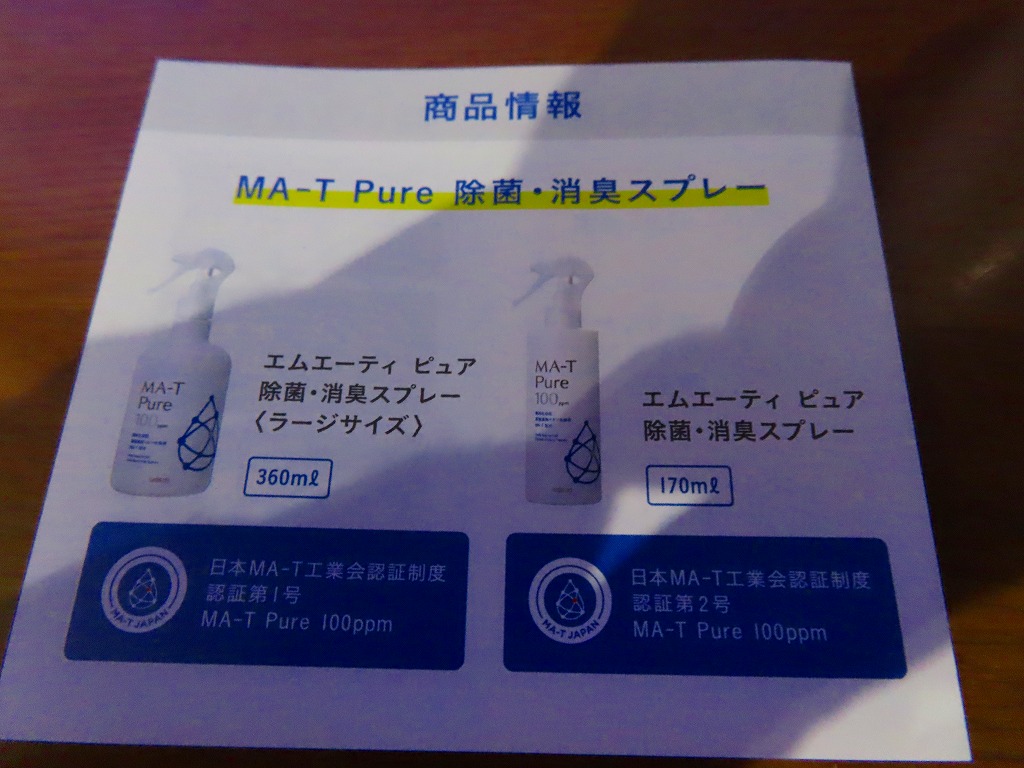 商品情報
MA-T Pure 除菌・消臭スプレー
エムエーティ ピュア
除菌・消臭スプレー
〈ラージサイズ〉
360mℓ
MA-T
Pure
100ppm
エムエーティ ピュア
除菌・消臭スプレー
170mℓ
MA-T
Pure
100ppm
日本MA-T工業会認証制度
認証第1号
MA-T Pure 100ppm
MA-T JAPAN
日本MA-T工業会認証制度
認証第2号
MA-T Pure 100ppm
MA-T JAPAN